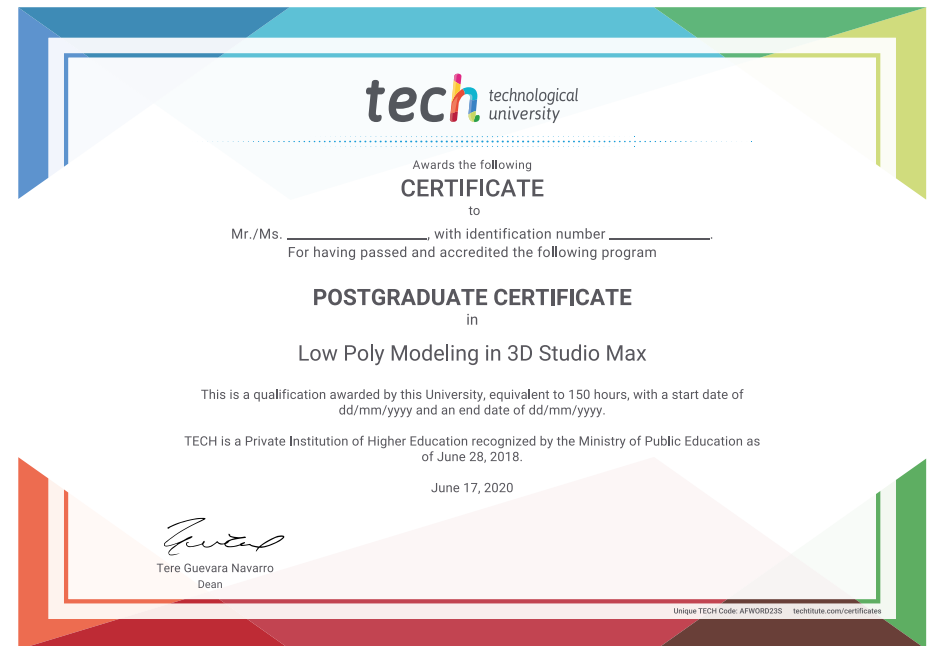 tech technological
university
Awards the following
CERTIFICATE
to
Mr./Ms. ____________________, with identification number ______________.
For having passed and accredited the following program
POSTGRADUATE CERTIFICATE
in
Low Poly Modeling in 3D Studio Max
This is a qualification awarded by this University, equivalent to 150 hours, with a start date of
dd/mm/yyyy and an end date of dd/mm/yyyy.
TECH is a Private Institution of Higher Education recognized by the Ministry of Public Education as
of June 28, 2018.
June 17, 2020
Tere Guevara Navarro
Dean
Unique TECH Code: AFWORD23S techtitute.com/certificates